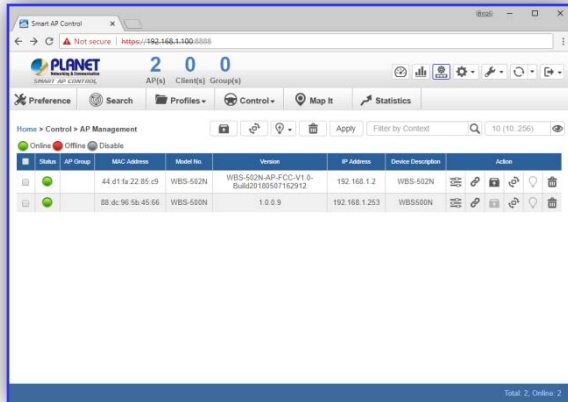 Smart AP Control
Not secure | https://192.168.1.100:8888
PLANET
Networking & Communication
SMART AP CONTROL
2 0 0
AP(s) Client(s) Group(s)
Preference Search Profiles Control Map It Statistics
Home > Control > AP Management Apply Filter by Context 10 (10..256)
Online Offline Disable
Status AP Group MAC Address Model No. Version IP Address Device Description Action
44:d1:fa:22:85:c9 WBS-502N WBS-502N-AP-FCC-V1.0-Build20180507162912 192.168.1.2 WBS-502N
88:dc:96:5b:45:66 WBS-500N 1.0.0.9 192.168.1.253 WBS500N
Total: 2, Online: 2